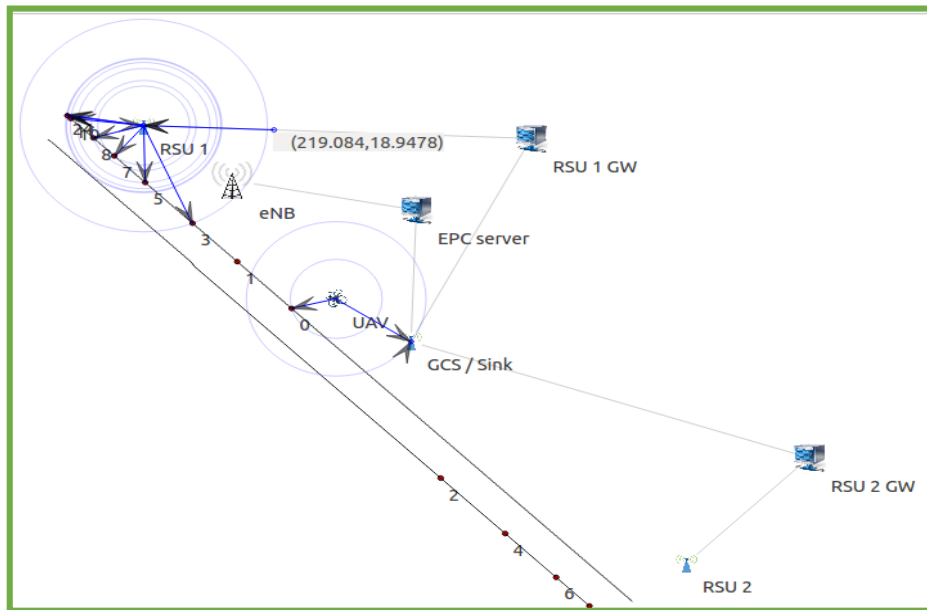 (219.084,18.9478)
RSU 1
RSU 1 GW
8
7
5
eNB
3
EPC server
1
0
UAV
GCS / Sink
2
RSU 2 GW
4
RSU 2
6